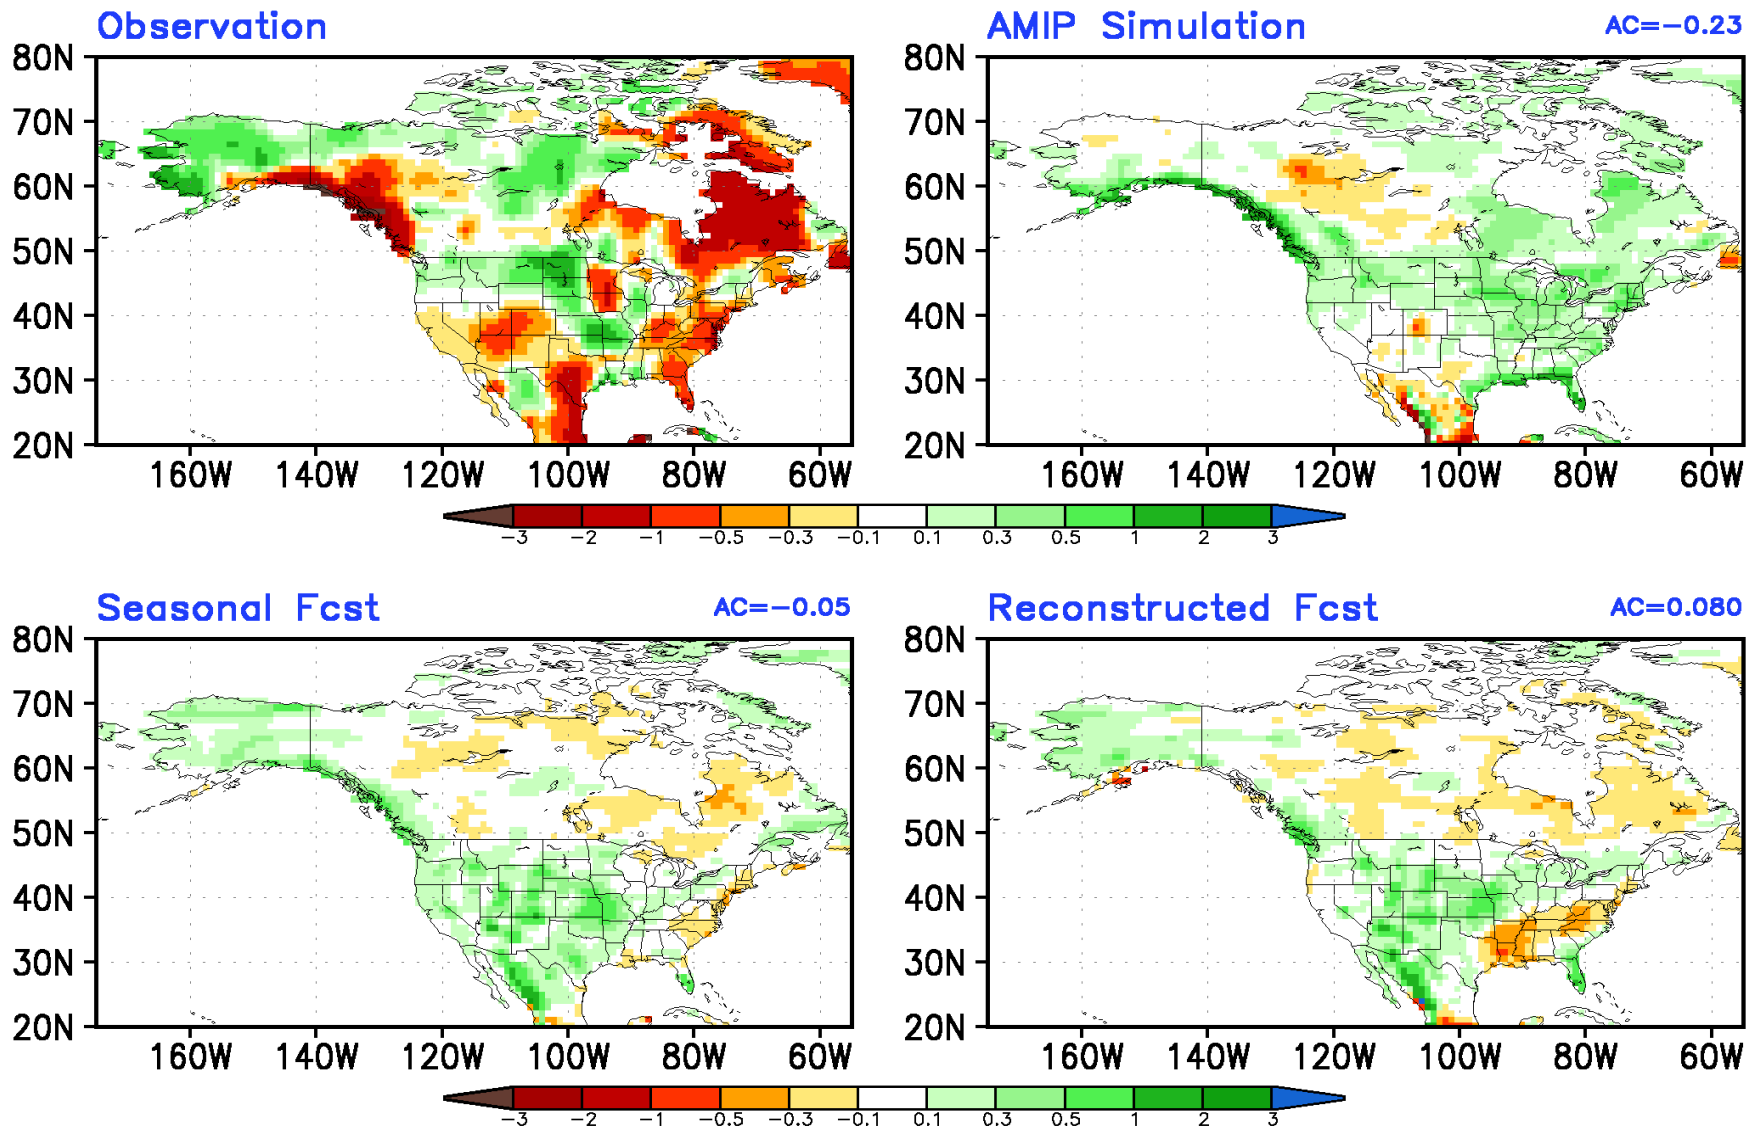 Observation
AMIP Simulation AC=-0.23
80N 80N
70N 70N
60N 60N
50N 50N
40N 40N
30N 30N
20N 20N
160W 140W 120W 100W 80W 60W 160W 140W 120W 100W 80W 60W
-3 -2 -1 -0.5 -0.3 -0.1 0.1 0.3 0.5 1 2 3
Seasonal Fcst AC=-0.05
Reconstructed Fcst AC=0.080
80N 80N
70N 70N
60N 60N
50N 50N
40N 40N
30N 30N
20N 20N
160W 140W 120W 100W 80W 60W 160W 140W 120W 100W 80W 60W
-3 -2 -1 -0.5 -0.3 -0.1 0.1 0.3 0.5 1 2 3